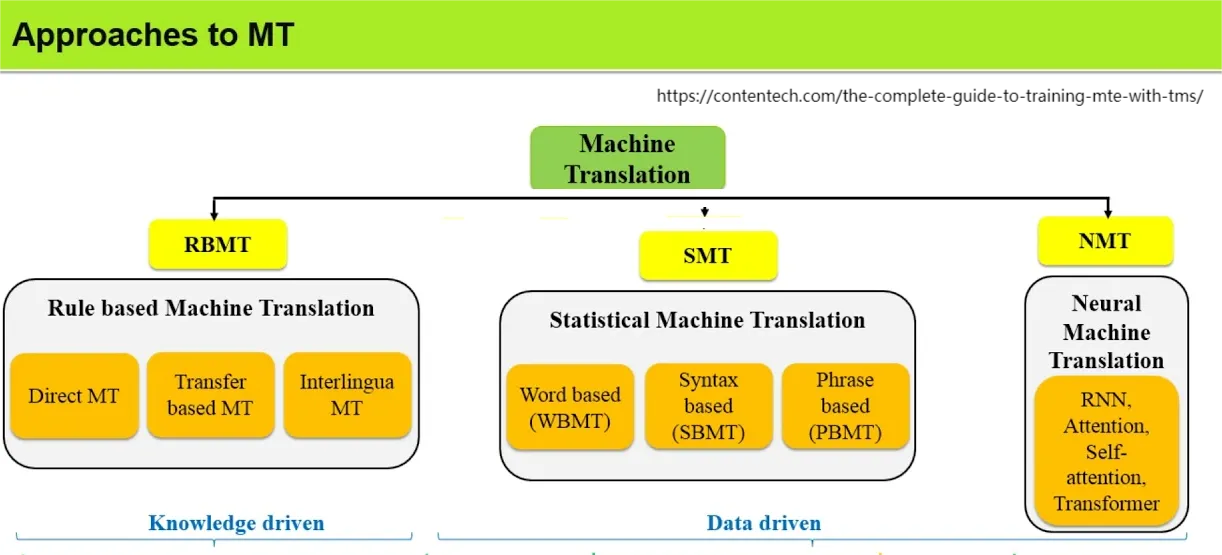 Approaches to MT
https://contentech.com/the-complete-guide-to-training-mte-with-tms/
Machine
Translation
RBMT
SMT
NMT
Rule based Machine Translation
Direct MT
Transfer
based MT
Interlingua
MT
Statistical Machine Translation
Word based
(WBMT)
Syntax
based
(SBMT)
Phrase
based
(PBMT)
Neural
Machine
Translation
RNN,
Attention,
Self-
attention,
Transformer
Knowledge driven
Data driven